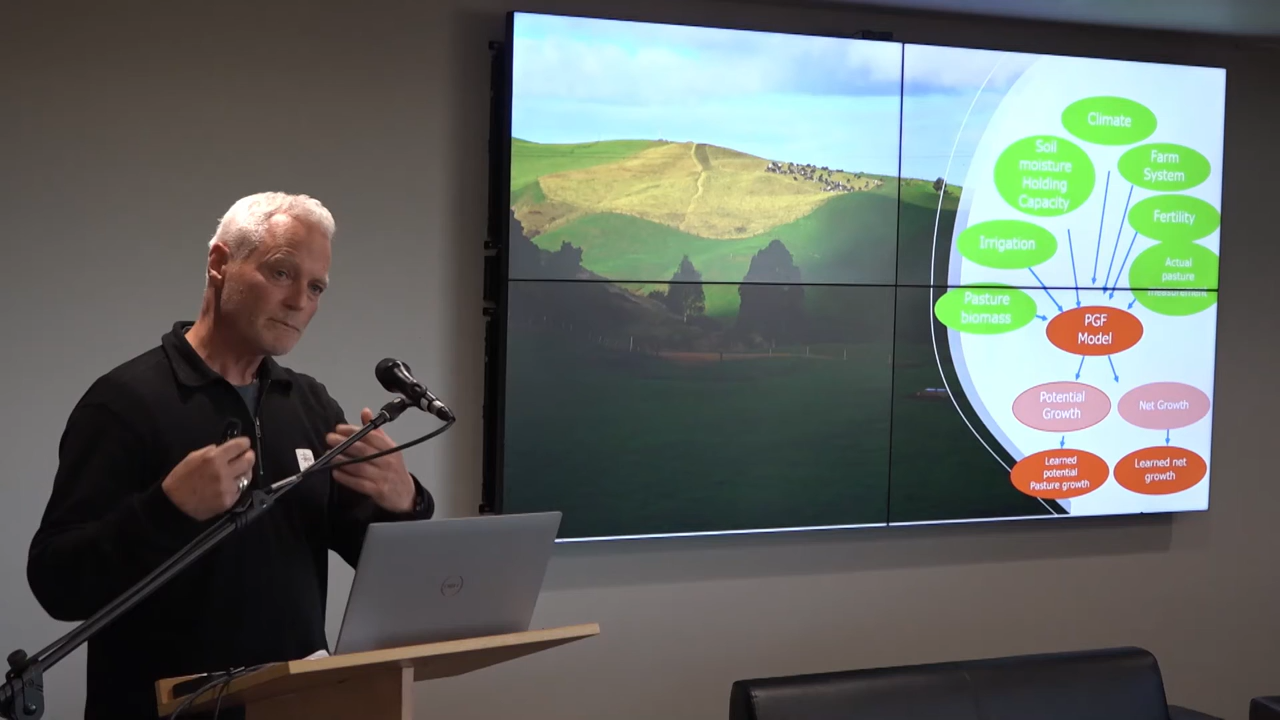 Climate
Soil
moisture
Holding
Capacity
Farm
System
Fertility
Irrigation
Actual
pasture
measurement
Pasture
biomass
PGF
Model
Potential
Growth
Net Growth
Learned
potential
Pasture growth
Learned net
growth
DELL